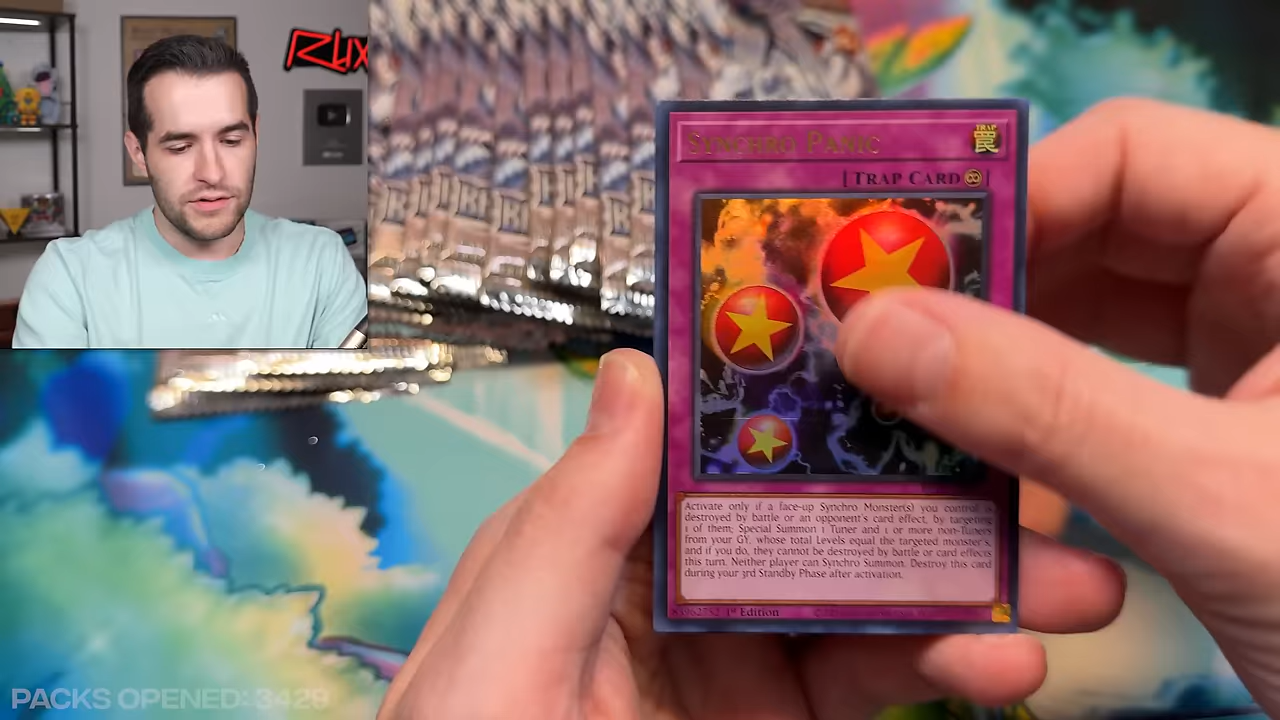 Rux
SYNCHRO PANIC
TRAP
罠
[TRAP CARD
]
Activate only if a face-up Synchro Monster(s) you control is
destroyed by battle or an opponent's card effect, by targeting
1 of them; Special Summon 1 Tuner and 1 or more non-Tuners
from your GY, whose total Levels equal the targeted monster's,
and if you do, they cannot be destroyed by battle or card effects
this turn. Neither player can Synchro Summon. Destroy this card
during your 3rd Standby Phase after activation.
1st Edition
PACKS OPENED: 3429